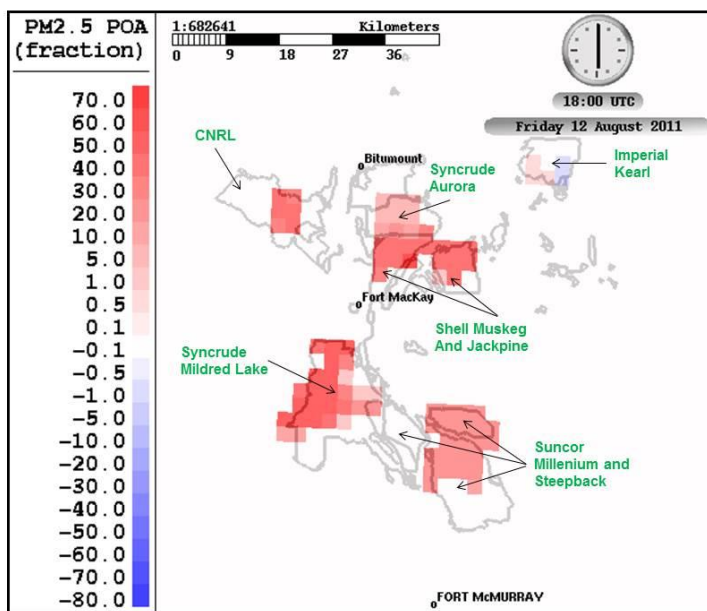 PM2.5 POA
(fraction)
70.0
60.0
50.0
40.0
30.0
20.0
10.0
5.0
1.0
0.5
0.1
-0.1
-0.5
-1.0
-5.0
-10.0
-20.0
-30.0
-40.0
-50.0
-60.0
-70.0
-80.0
1:682641 Kilometers
0 9 18 27 36
18:00 UTC
Friday 12 August 2011
CNRL
Bitumount
Syncrude
Aurora
Imperial
Kearl
Fort MacKay
Shell Muskeg
And Jackpine
Syncrude
Mildred Lake
Suncor
Millenium and
Steepback
FORT McMURRAY